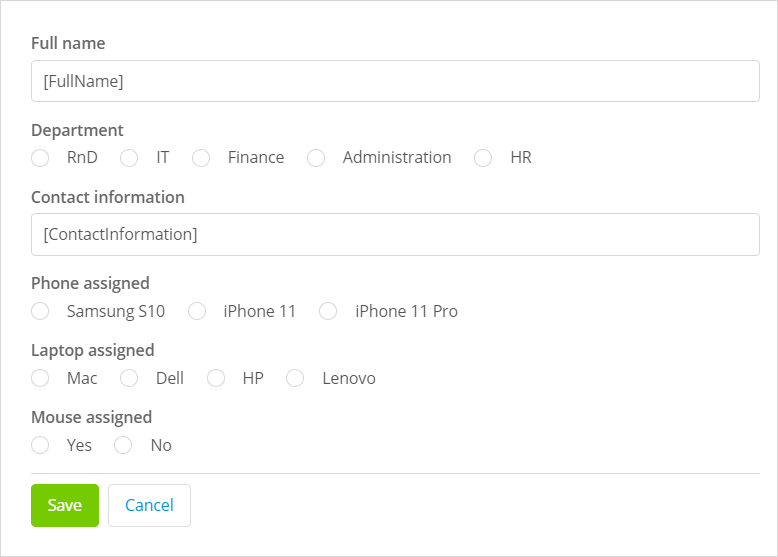 Full name
[FullName]
Department
RnD IT Finance Administration HR
Contact information
[ContactInformation]
Phone assigned
Samsung S10 iPhone 11 iPhone 11 Pro
Laptop assigned
Mac Dell HP Lenovo
Mouse assigned
Yes No
Save Cancel